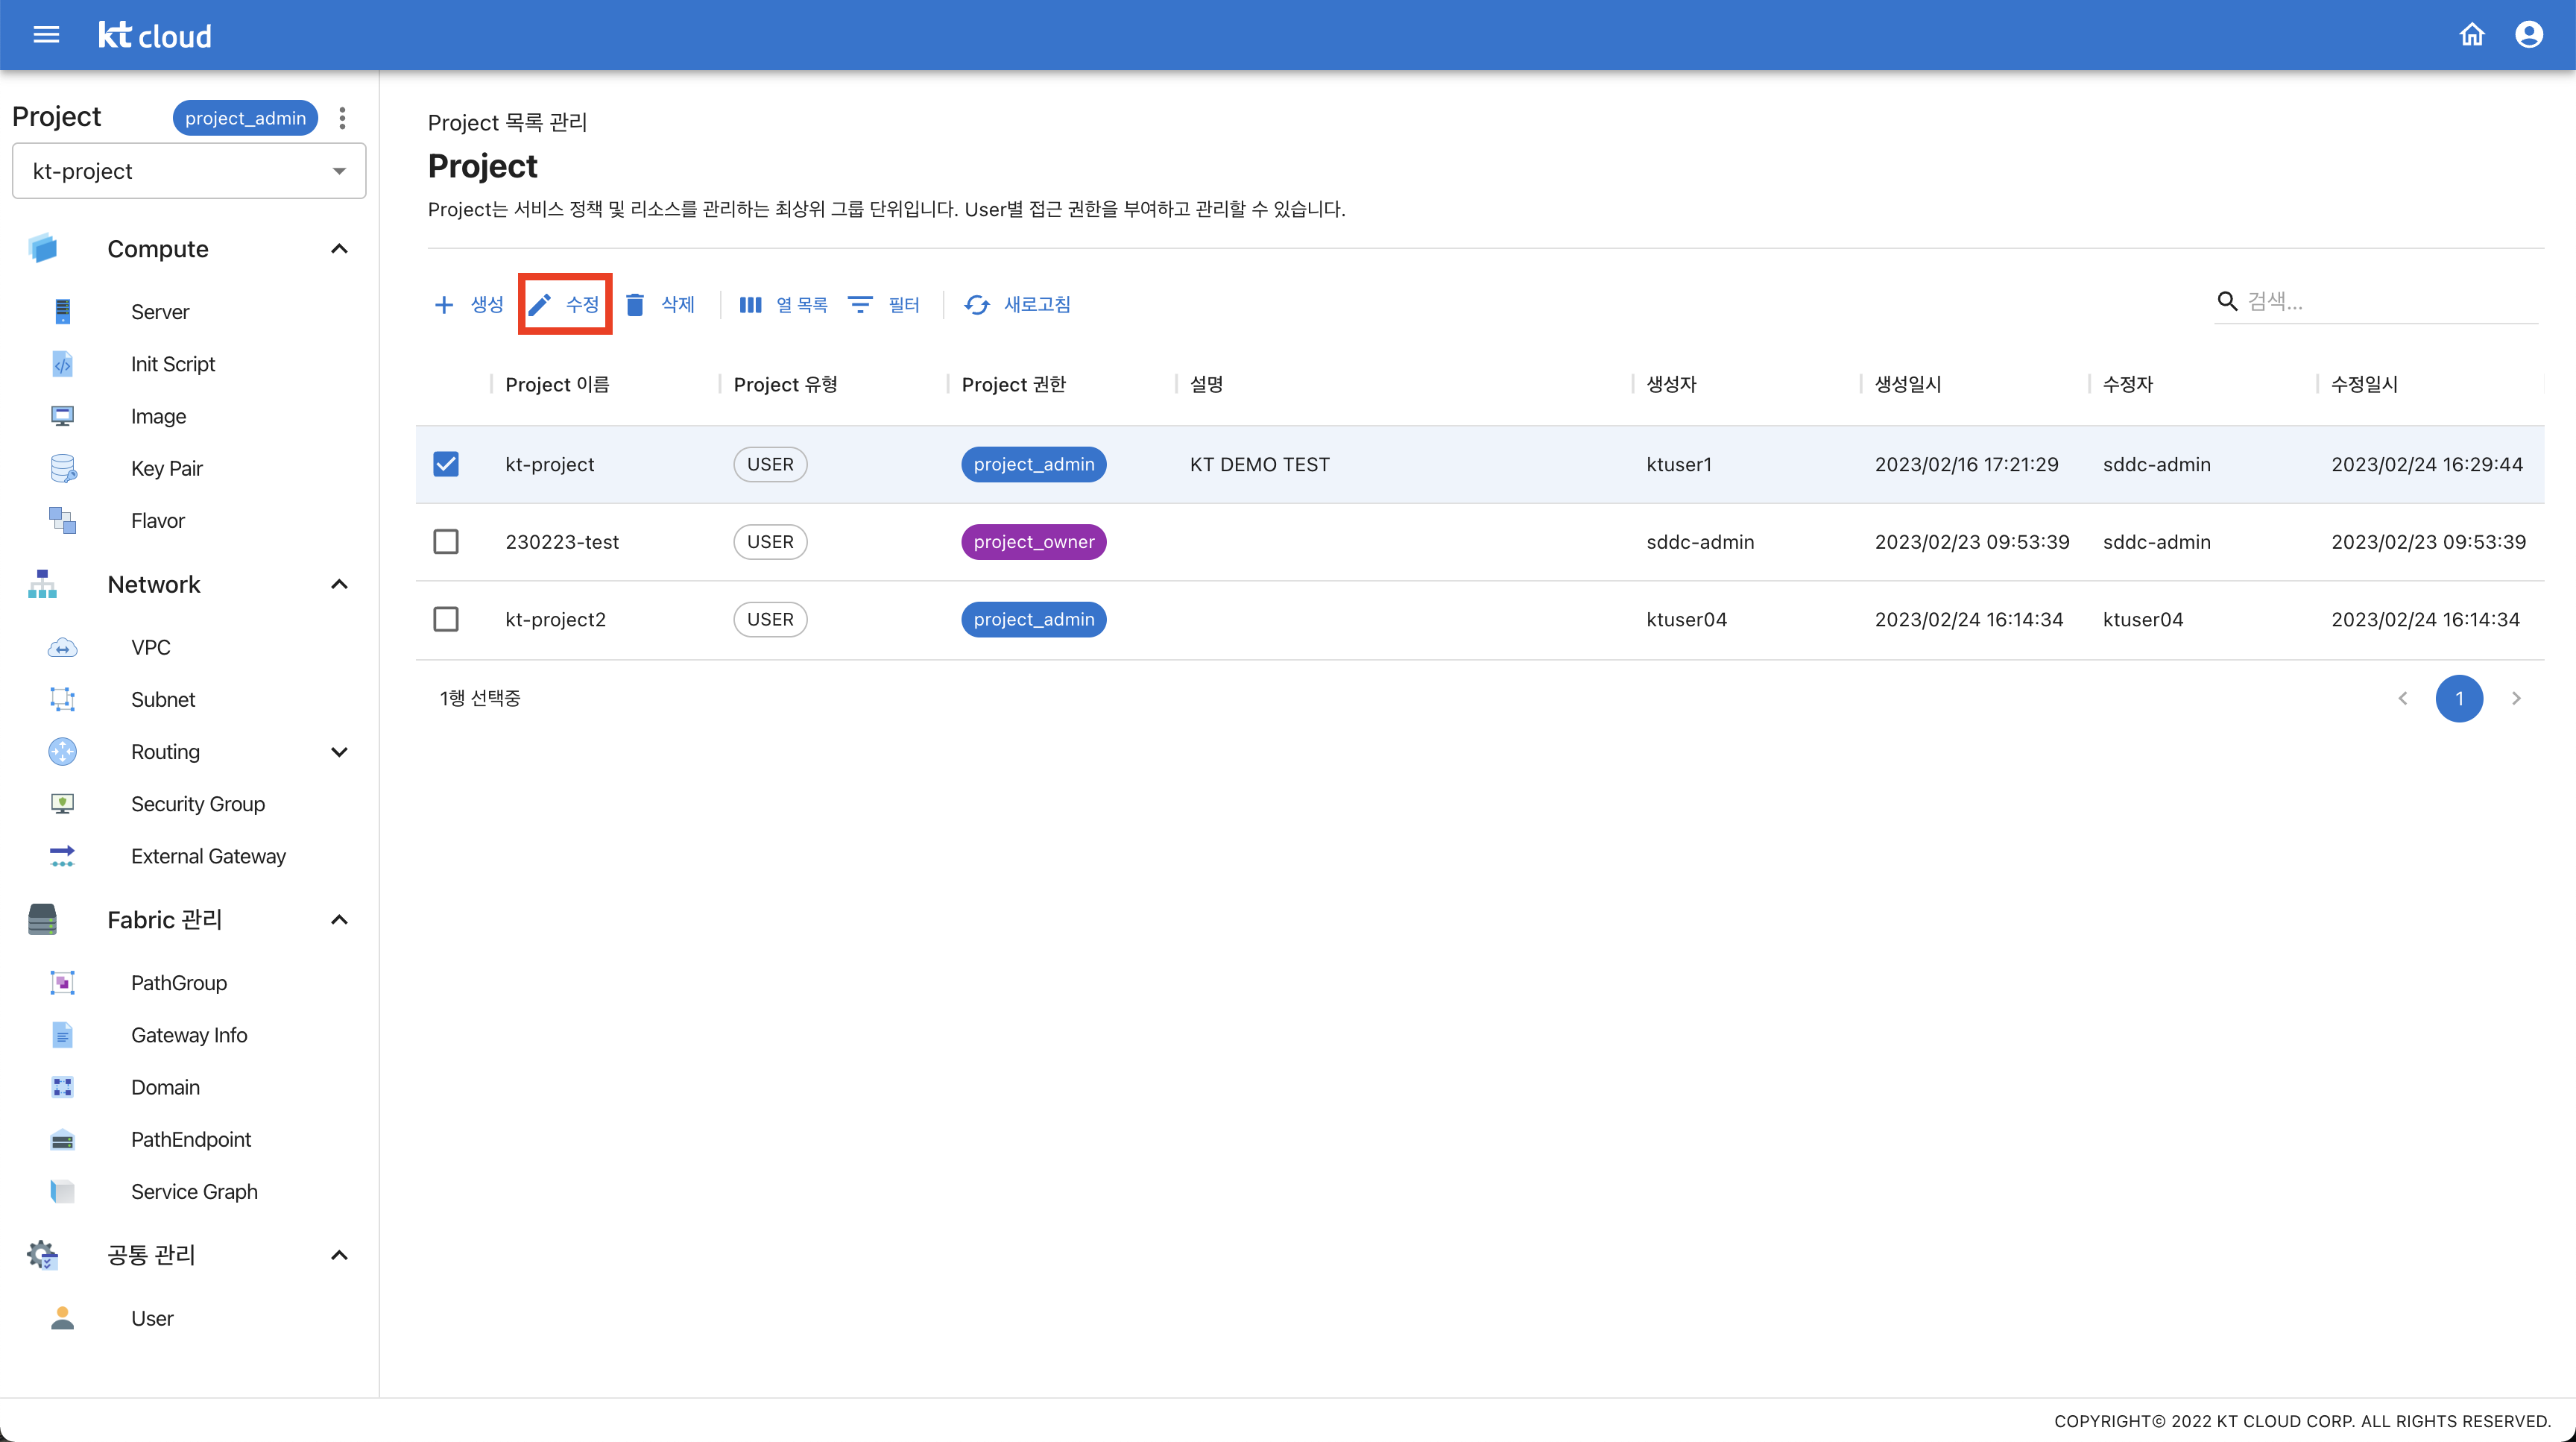 kt cloud
Project project_admin
kt-project
Compute
Server
Init Script
Image
Key Pair
Flavor
Network
VPC
Subnet
Routing
Security Group
External Gateway
Fabric 관리
PathGroup
Gateway Info
Domain
PathEndpoint
Service Graph
공통 관리
User
Project 목록 관리
Project
Project는 서비스 정책 및 리소스를 관리하는 최상위 그룹 단위입니다. User별 접근 권한을 부여하고 관리할 수 있습니다.
생성 수정 삭제 열 목록 필터 새로고침 검색...
Project 이름 Project 유형 Project 권한 설명 생성자 생성일시 수정자 수정일시
kt-project USER project_admin KT DEMO TEST ktuser1 2023/02/16 17:21:29 sddc-admin 2023/02/24 16:29:44
230223-test USER project_owner sddc-admin 2023/02/23 09:53:39 sddc-admin 2023/02/23 09:53:39
kt-project2 USER project_admin ktuser04 2023/02/24 16:14:34 ktuser04 2023/02/24 16:14:34
1행 선택중 1
COPYRIGHT© 2022 KT CLOUD CORP. ALL RIGHTS RESERVED.